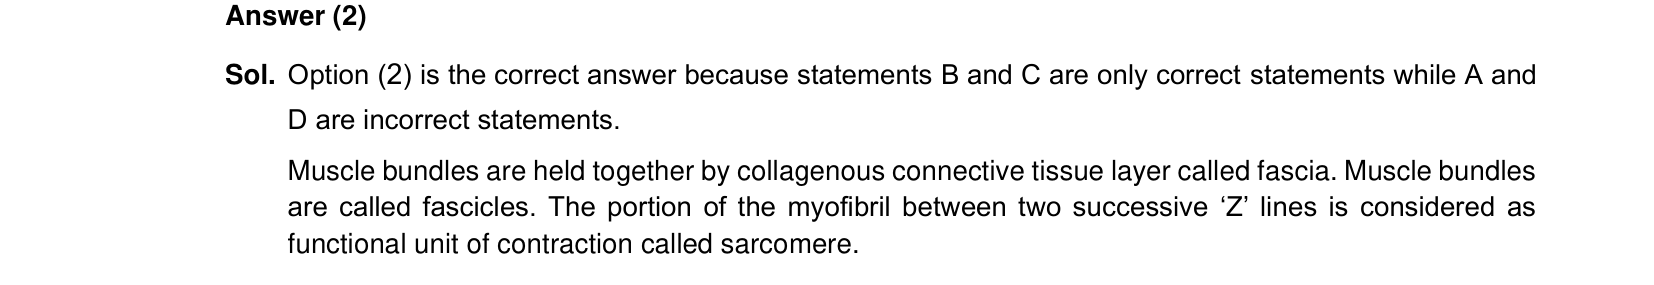 Answer (2)
Sol. Option (2) is the correct answer because statements B and C are only correct statements while A and
D are incorrect statements.
Muscle bundles are held together by collagenous connective tissue layer called fascia. Muscle bundles
are called fascicles. The portion of the myofibril between two successive ‘Z’ lines is considered as
functional unit of contraction called sarcomere.